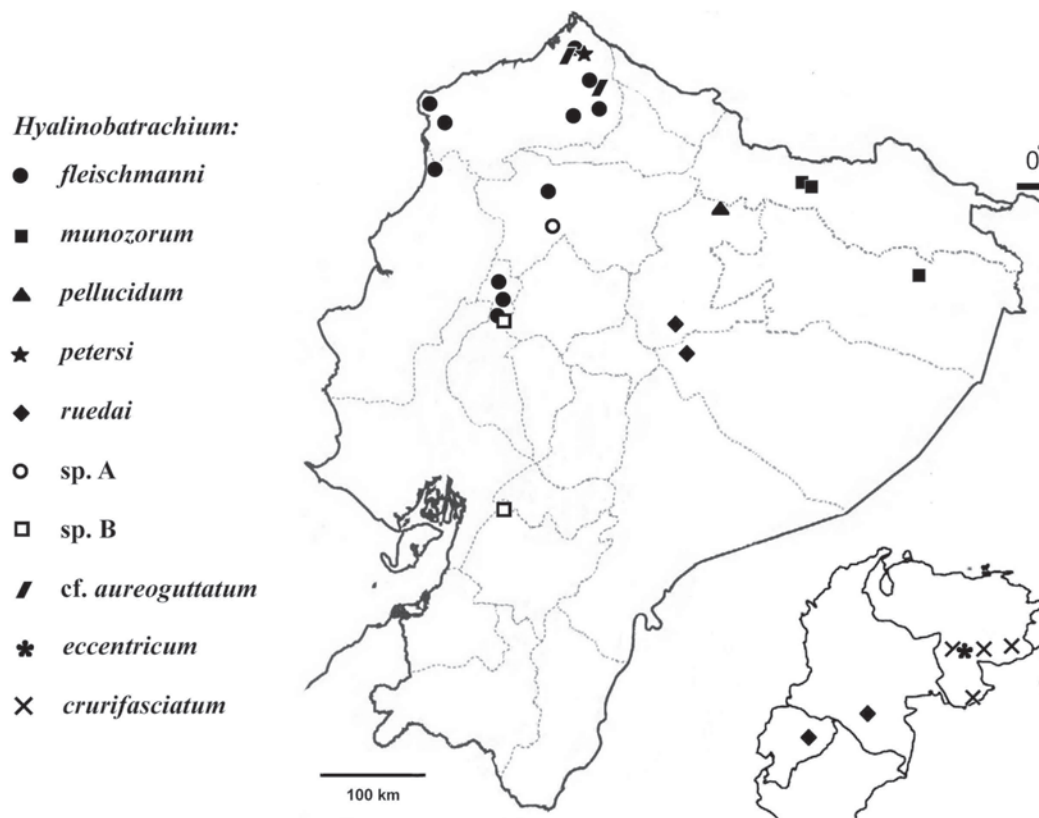 Hyalinobatrachium:
fleischmanni
munozorum
pellucidum
petersi
ruedai
sp. A
sp. B
cf. aureoguttatum
eccentricum
crurifasciatum
0°
100 km